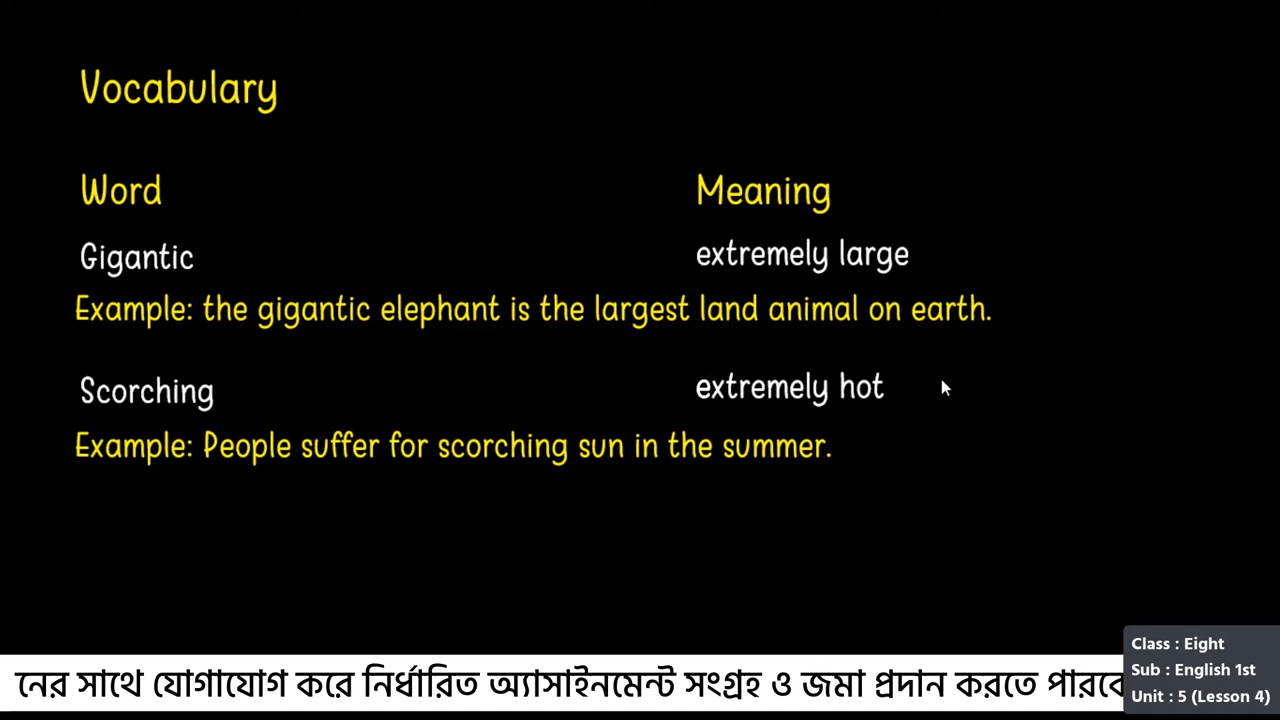 Vocabulary
Word Meaning
Gigantic extremely large
Example: the gigantic elephant is the largest land animal on earth.
Scorching extremely hot
Example: People suffer for scorching sun in the summer.
নের সাথে যোগাযোগ করে নির্ধারিত অ্যাসাইনমেন্ট সংগ্রহ ও জমা প্রদান করতে পারবে
Class : Eight
Sub : English 1st
Unit : 5 (Lesson 4)